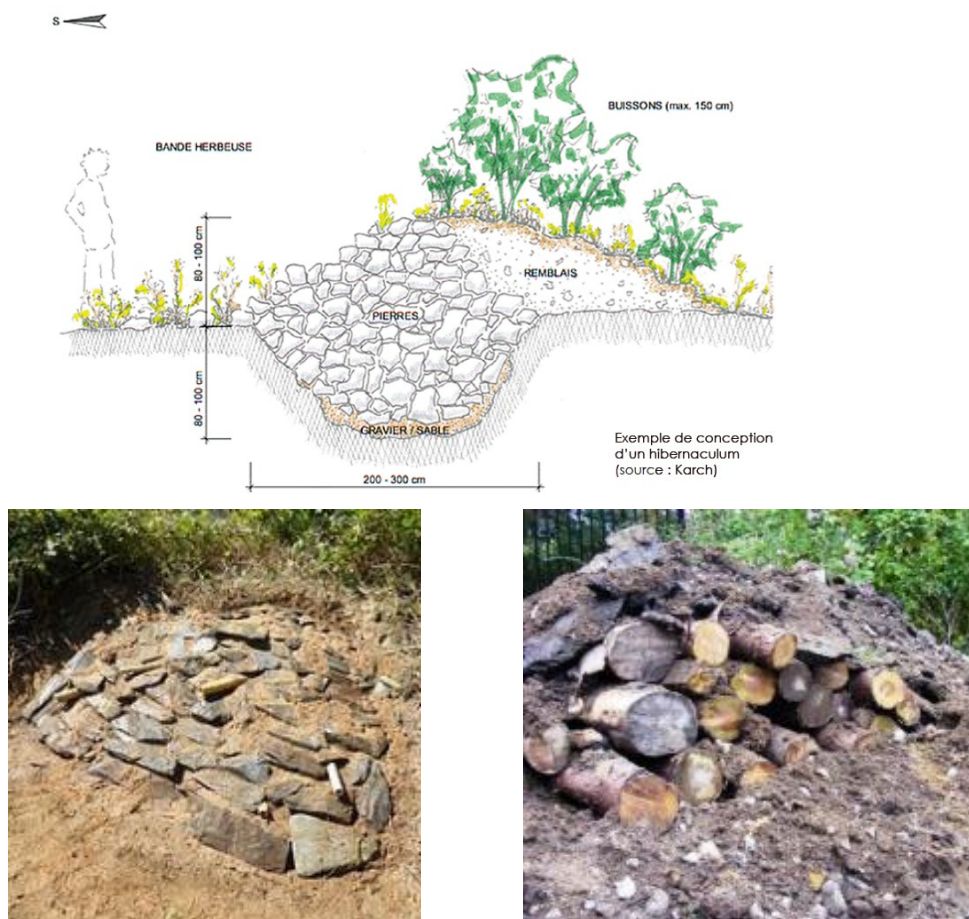 S
BUISSONS (max. 150 cm)
BANDE HERBEUSE
80 - 100 cm
REMBLAIS
PIERRES
80 - 100 cm
GRAVIER / SABLE
Exemple de conception
d'un hibernaculum
(source : Karch)
200 - 300 cm